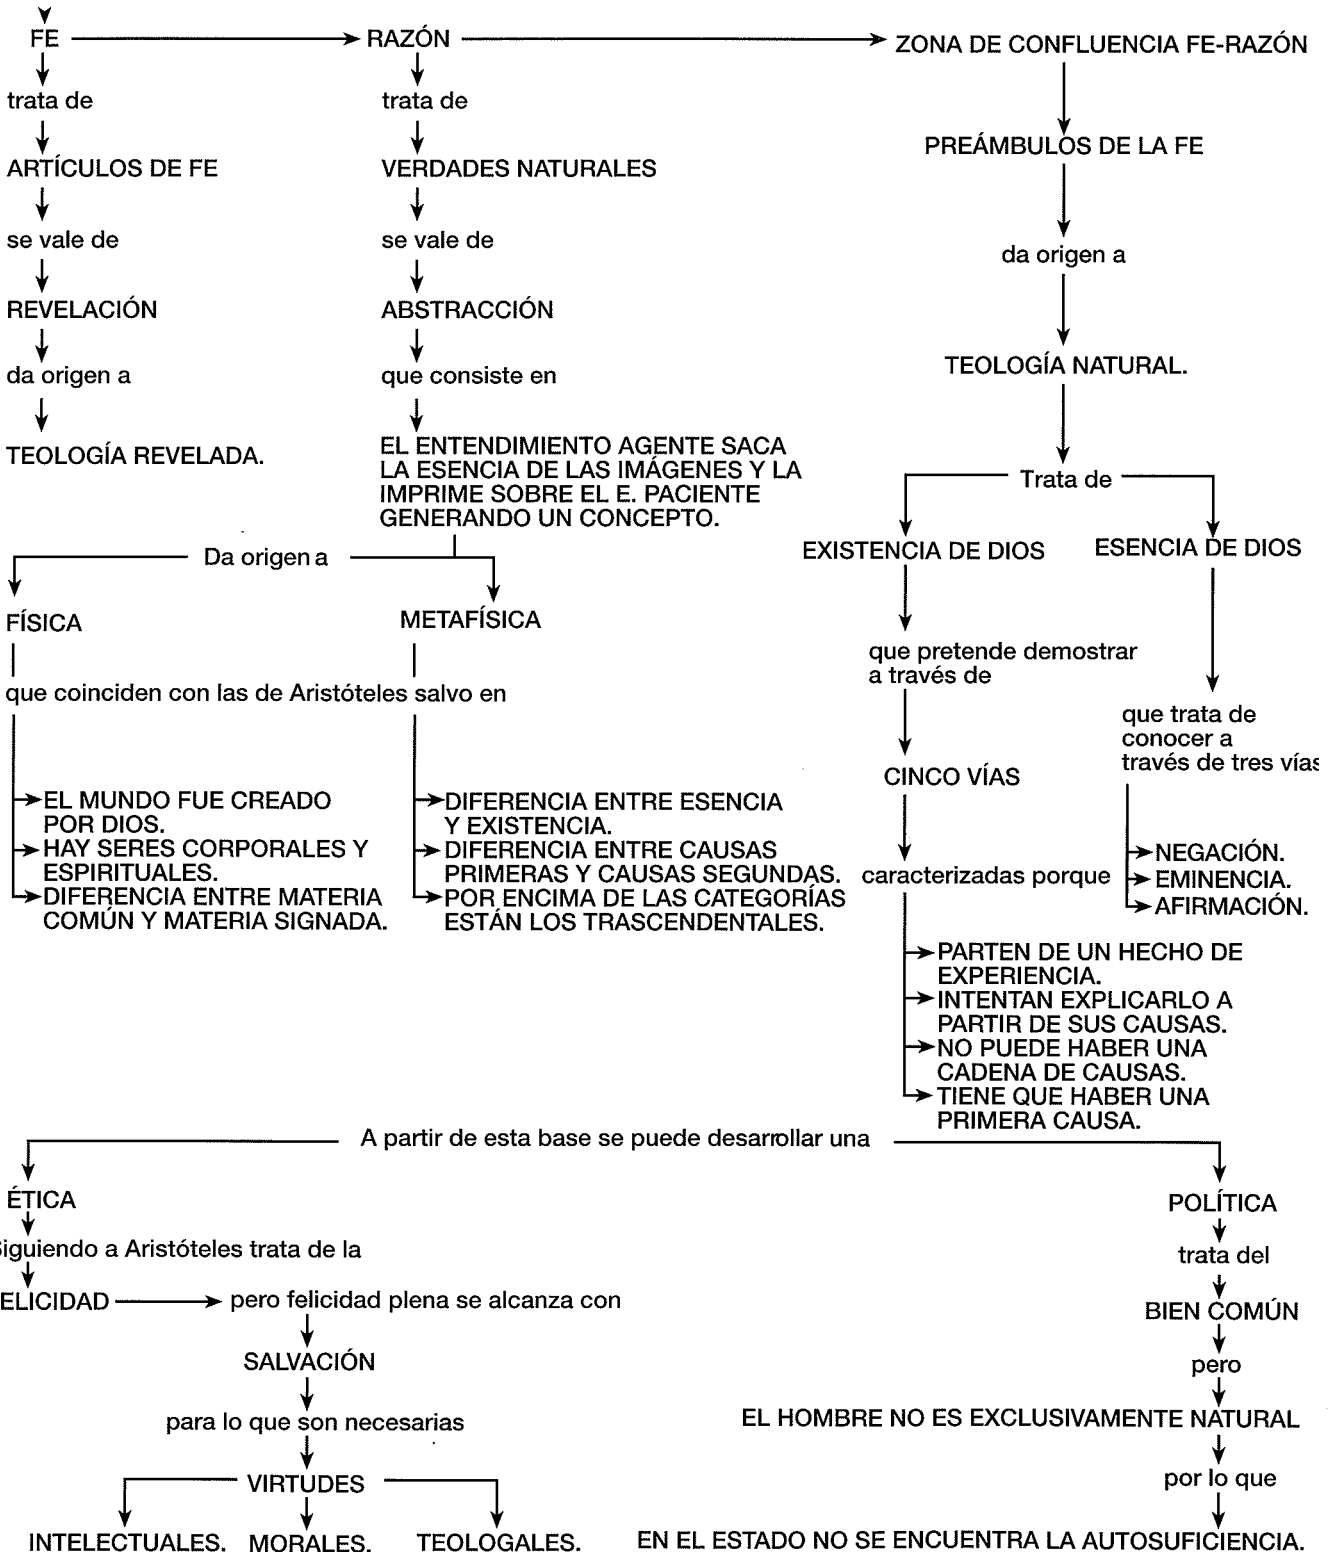 FE
RAZÓN
ZONA DE CONFLUENCIA FE-RAZÓN
trata de
ARTÍCULOS DE FE
se vale de
REVELACIÓN
da origen a
TEOLOGÍA REVELADA.
trata de
VERDADES NATURALES
se vale de
ABSTRACCIÓN
que consiste en
EL ENTENDIMIENTO AGENTE SACA
LA ESENCIA DE LAS IMÁGENES Y LA
IMPRIME SOBRE EL E. PACIENTE
GENERANDO UN CONCEPTO.
Da origen a
FÍSICA
METAFÍSICA
que coinciden con las de Aristóteles salvo en
EL MUNDO FUE CREADO
POR DIOS.
HAY SERES CORPORALES Y
ESPIRITUALES.
DIFERENCIA ENTRE MATERIA
COMÚN Y MATERIA SIGNADA.
DIFERENCIA ENTRE ESENCIA
Y EXISTENCIA.
DIFERENCIA ENTRE CAUSAS
PRIMERAS Y CAUSAS SEGUNDAS.
POR ENCIMA DE LAS CATEGORÍAS
ESTÁN LOS TRASCENDENTALES.
PREÁMBULOS DE LA FE
da origen a
TEOLOGÍA NATURAL.
Trata de
EXISTENCIA DE DIOS
ESENCIA DE DIOS
que pretende demostrar
a través de
CINCO VÍAS
caracterizadas porque
PARTEN DE UN HECHO DE
EXPERIENCIA.
INTENTAN EXPLICARLO A
PARTIR DE SUS CAUSAS.
NO PUEDE HABER UNA
CADENA DE CAUSAS.
TIENE QUE HABER UNA
PRIMERA CAUSA.
que trata de
conocer a
través de tres vías
NEGACIÓN.
EMINENCIA.
AFIRMACIÓN.
A partir de esta base se puede desarrollar una
ÉTICA
Siguiendo a Aristóteles trata de la
ELICIDAD
pero felicidad plena se alcanza con
SALVACIÓN
para lo que son necesarias
VIRTUDES
INTELECTUALES.
MORALES.
TEOLOGALES.
POLÍTICA
trata del
BIEN COMÚN
pero
EL HOMBRE NO ES EXCLUSIVAMENTE NATURAL
por lo que
EN EL ESTADO NO SE ENCUENTRA LA AUTOSUFICIENCIA.